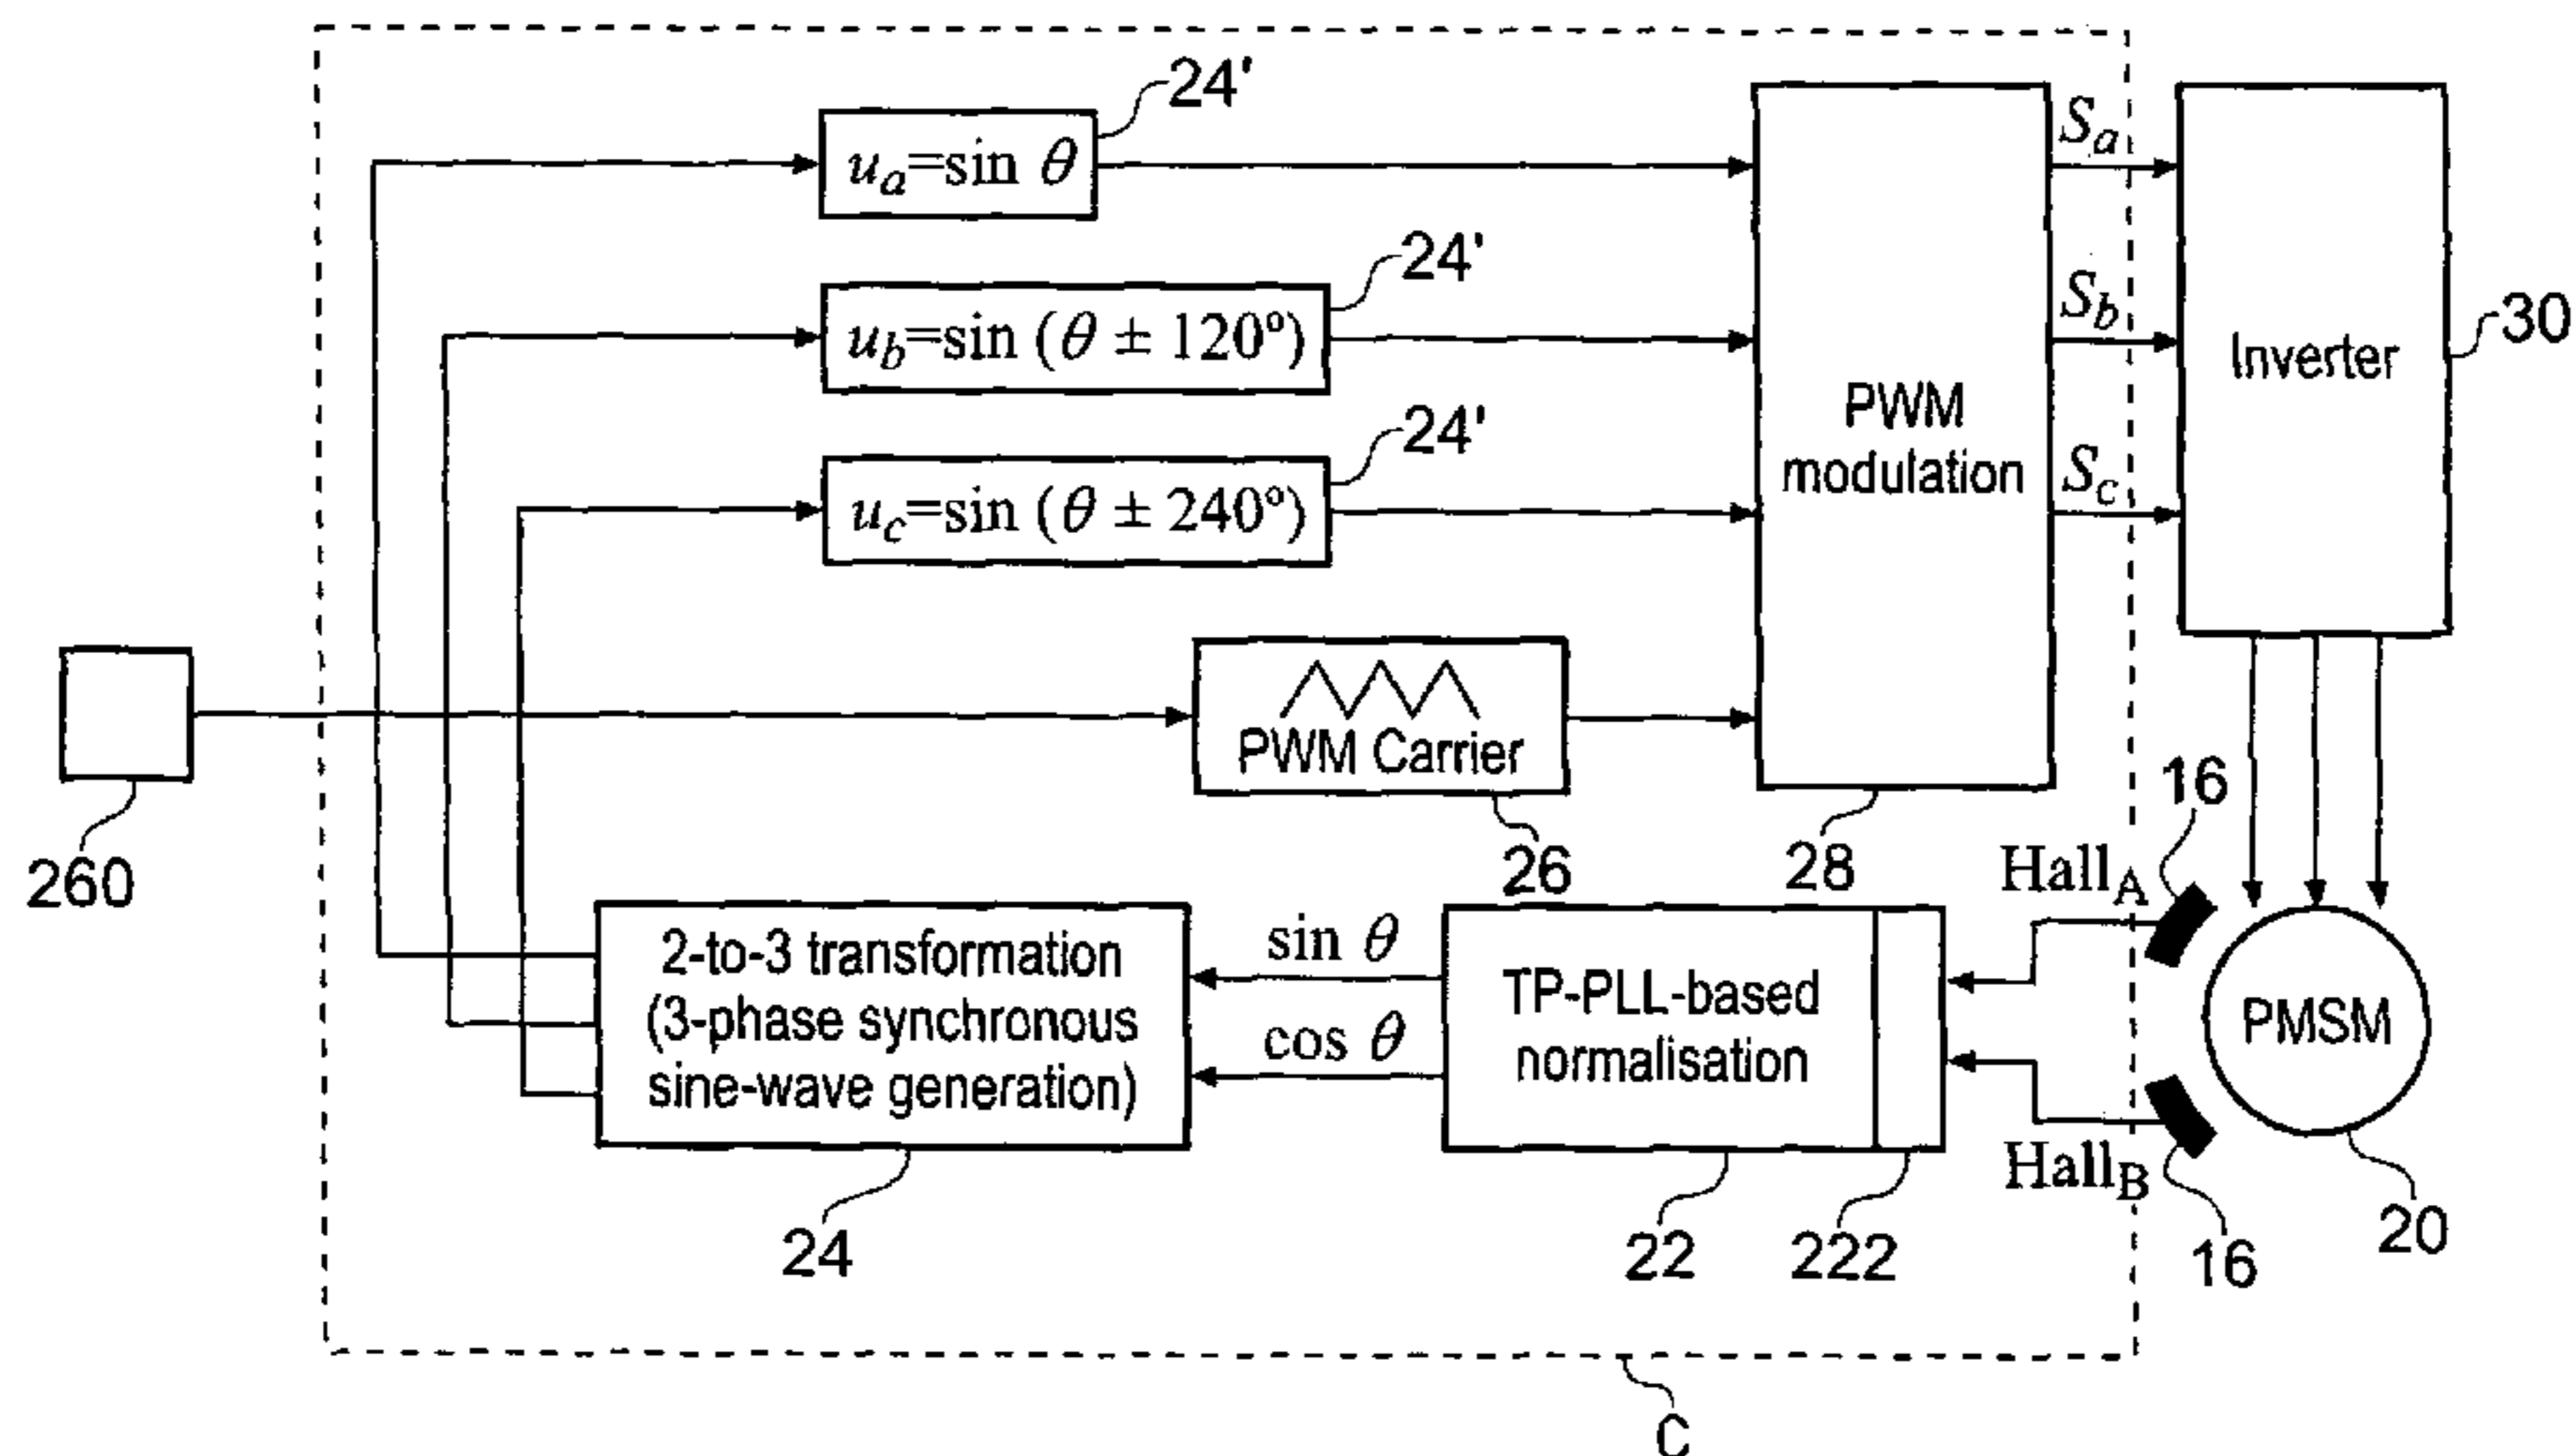 24'
u_a=sin θ
S_a
24'
u_b=sin (θ ± 120º)
S_b
30
Inverter
PWM
modulation
24'
u_c=sin (θ ± 240º)
S_c
PWM Carrier
260
26
28
16
Hall_A
2-to-3 transformation
(3-phase synchronous
sine-wave generation)
sin θ
cos θ
TP-PLL-based
normalisation
PMSM
Hall_B
24
22
222
16
20
C